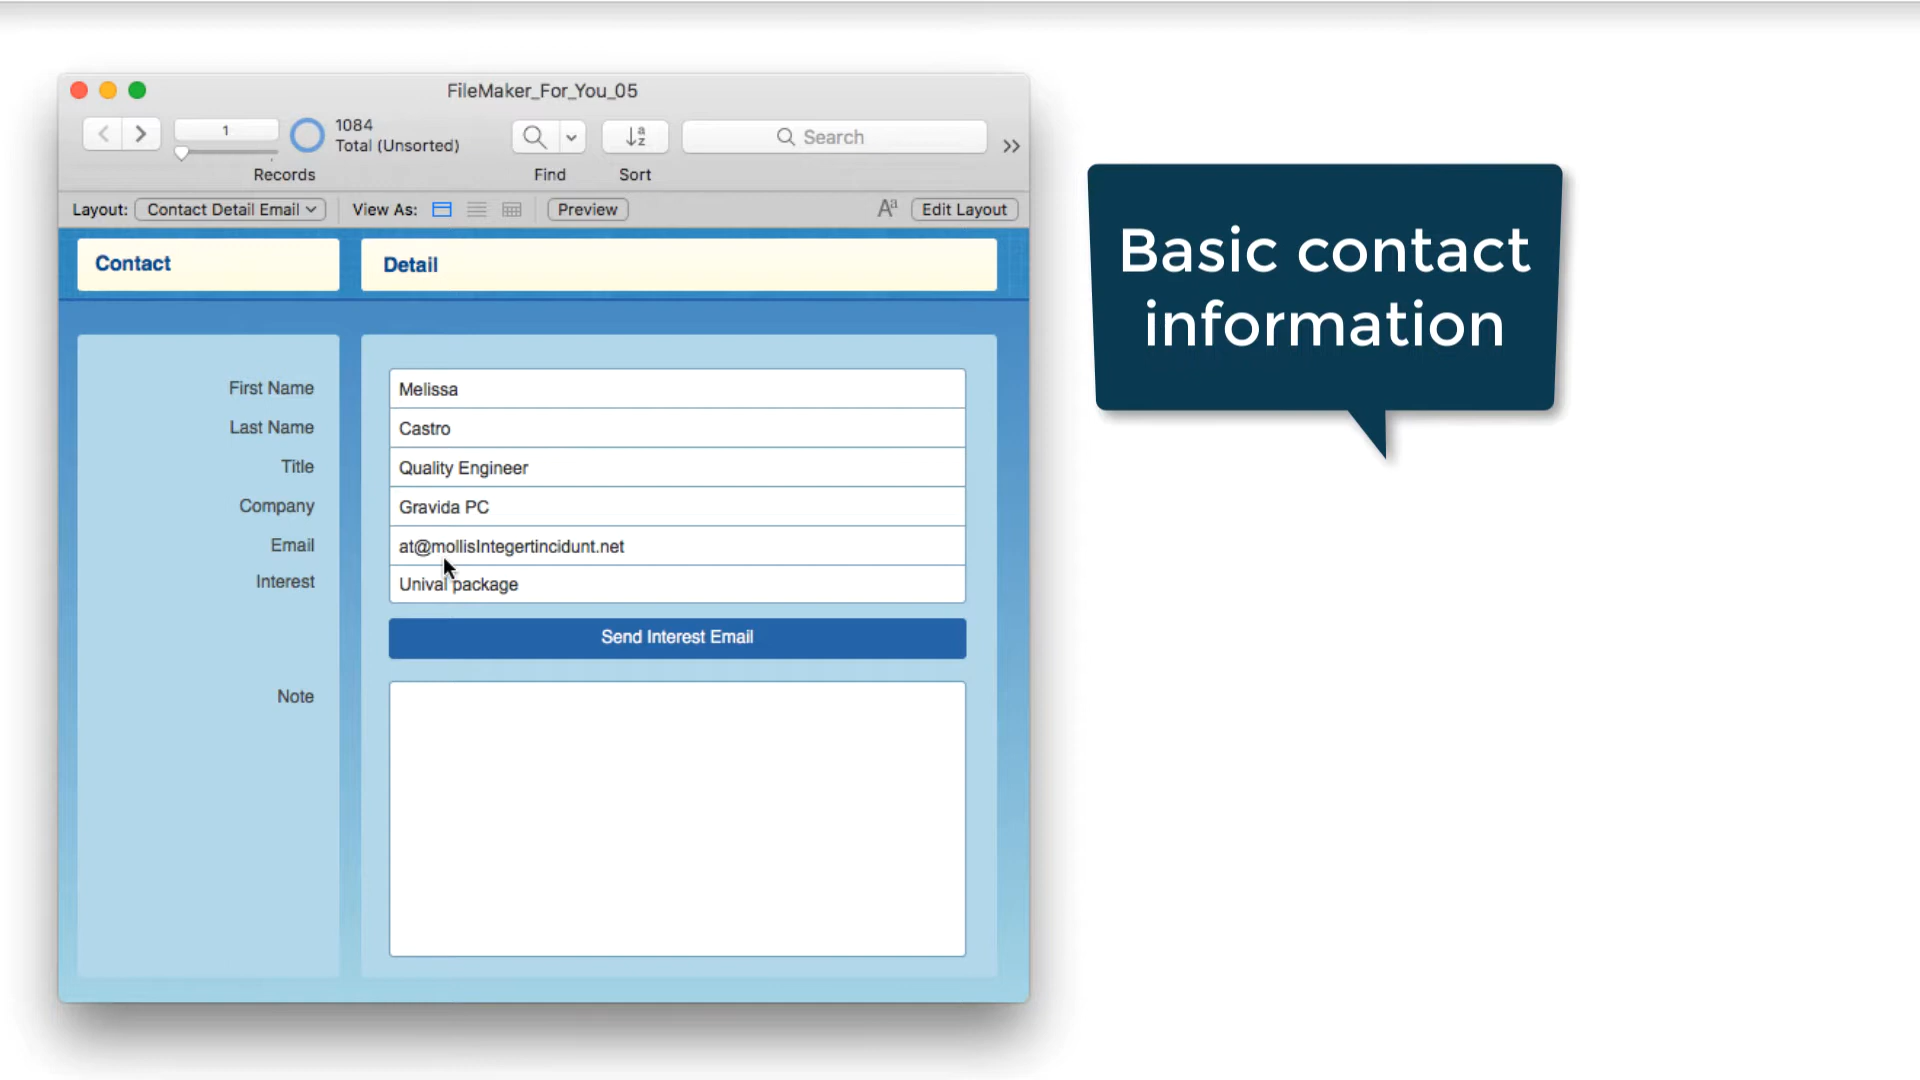 FileMaker_For_You_05
1
1084
Total (Unsorted)
Search
Records
Find
Sort
Layout: Contact Detail Email View As: Preview Aa Edit Layout
Contact
Detail
First Name Melissa
Last Name Castro
Title Quality Engineer
Company Gravida PC
Email at@mollisIntegertincidunt.net
Interest Unival package
Send Interest Email
Note
Basic contact
information